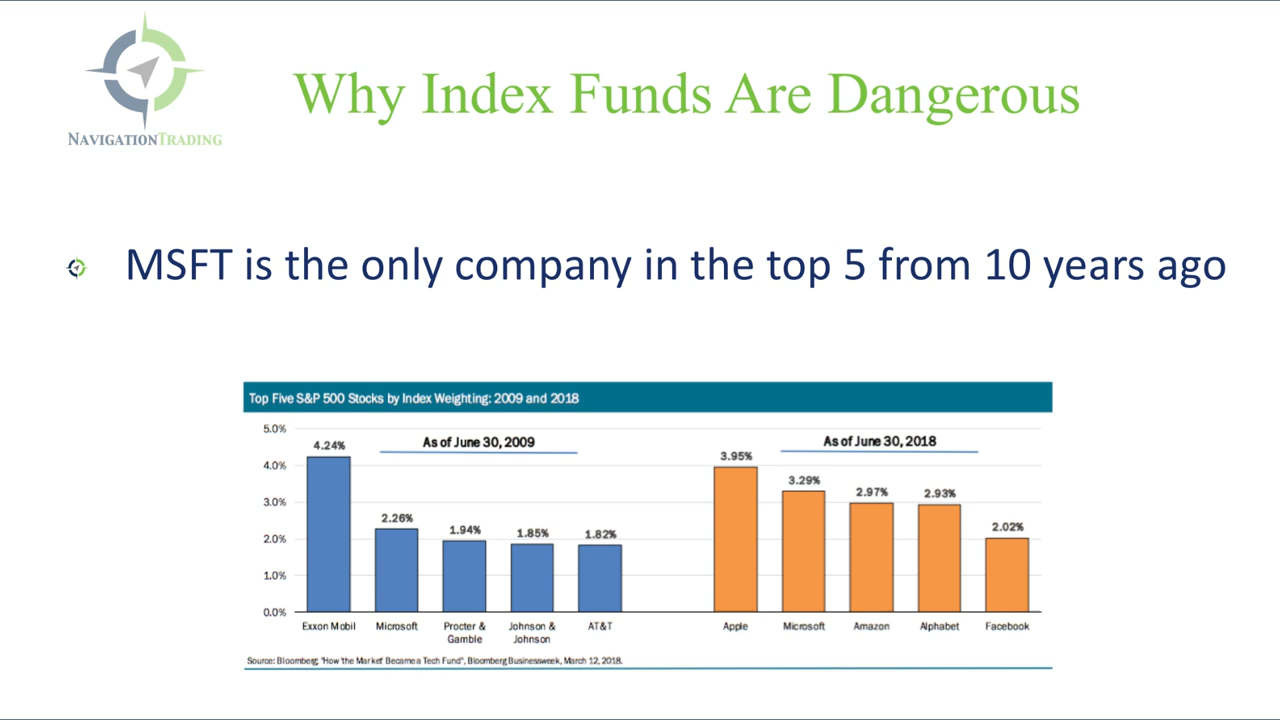 Why Index Funds Are Dangerous
NAVIGATIONTRADING
MSFT is the only company in the top 5 from 10 years ago
Top Five S&P 500 Stocks by Index Weighting: 2009 and 2018
5.0%
4.0%
3.0%
2.0%
1.0%
0.0%
As of June 30, 2009
4.24%
2.26%
1.94%
1.85%
1.82%
As of June 30, 2018
3.95%
3.29%
2.97%
2.93%
2.02%
Exxon Mobil
Microsoft
Procter &
Gamble
Johnson &
Johnson
AT&T
Apple
Microsoft
Amazon
Alphabet
Facebook
Source: Bloomberg, "How the Market Became a Tech Fund", Bloomberg Businessweek, March 12, 2018.